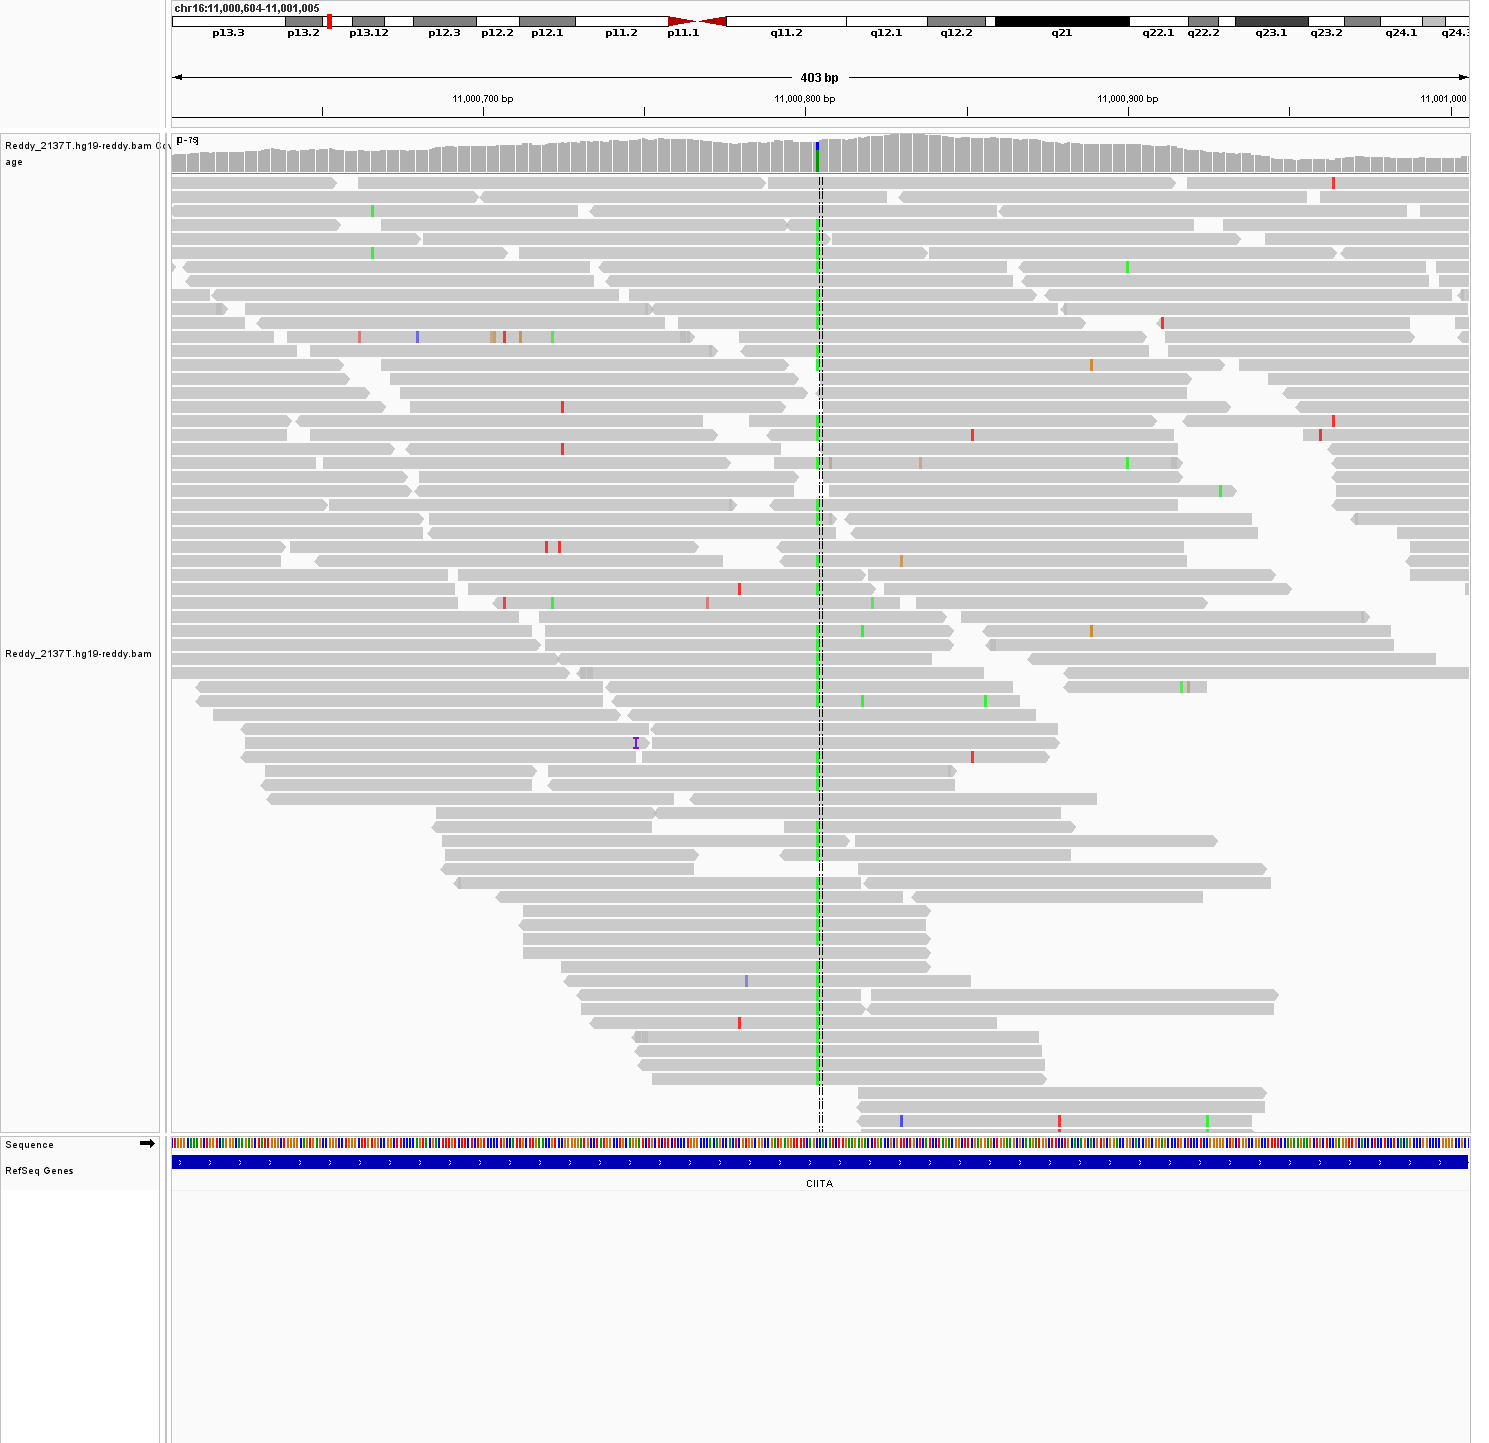 chr16:11,000,604-11,001,005
p13.3 p13.2 p13.12 p12.3 p12.2 p12.1 p11.2 p11.1 q11.2 q12.1 q12.2 q21 q22.1 q22.2 q23.1 q23.2 q24.1 q24.3
403 bp
11,000,700 bp 11,000,800 bp 11,000,900 bp 11,001,000
Reddy_2137T.hg19-reddy.bam Cov
age
[0-75]
Reddy_2137T.hg19-reddy.bam
Sequence
RefSeq Genes
CIITA